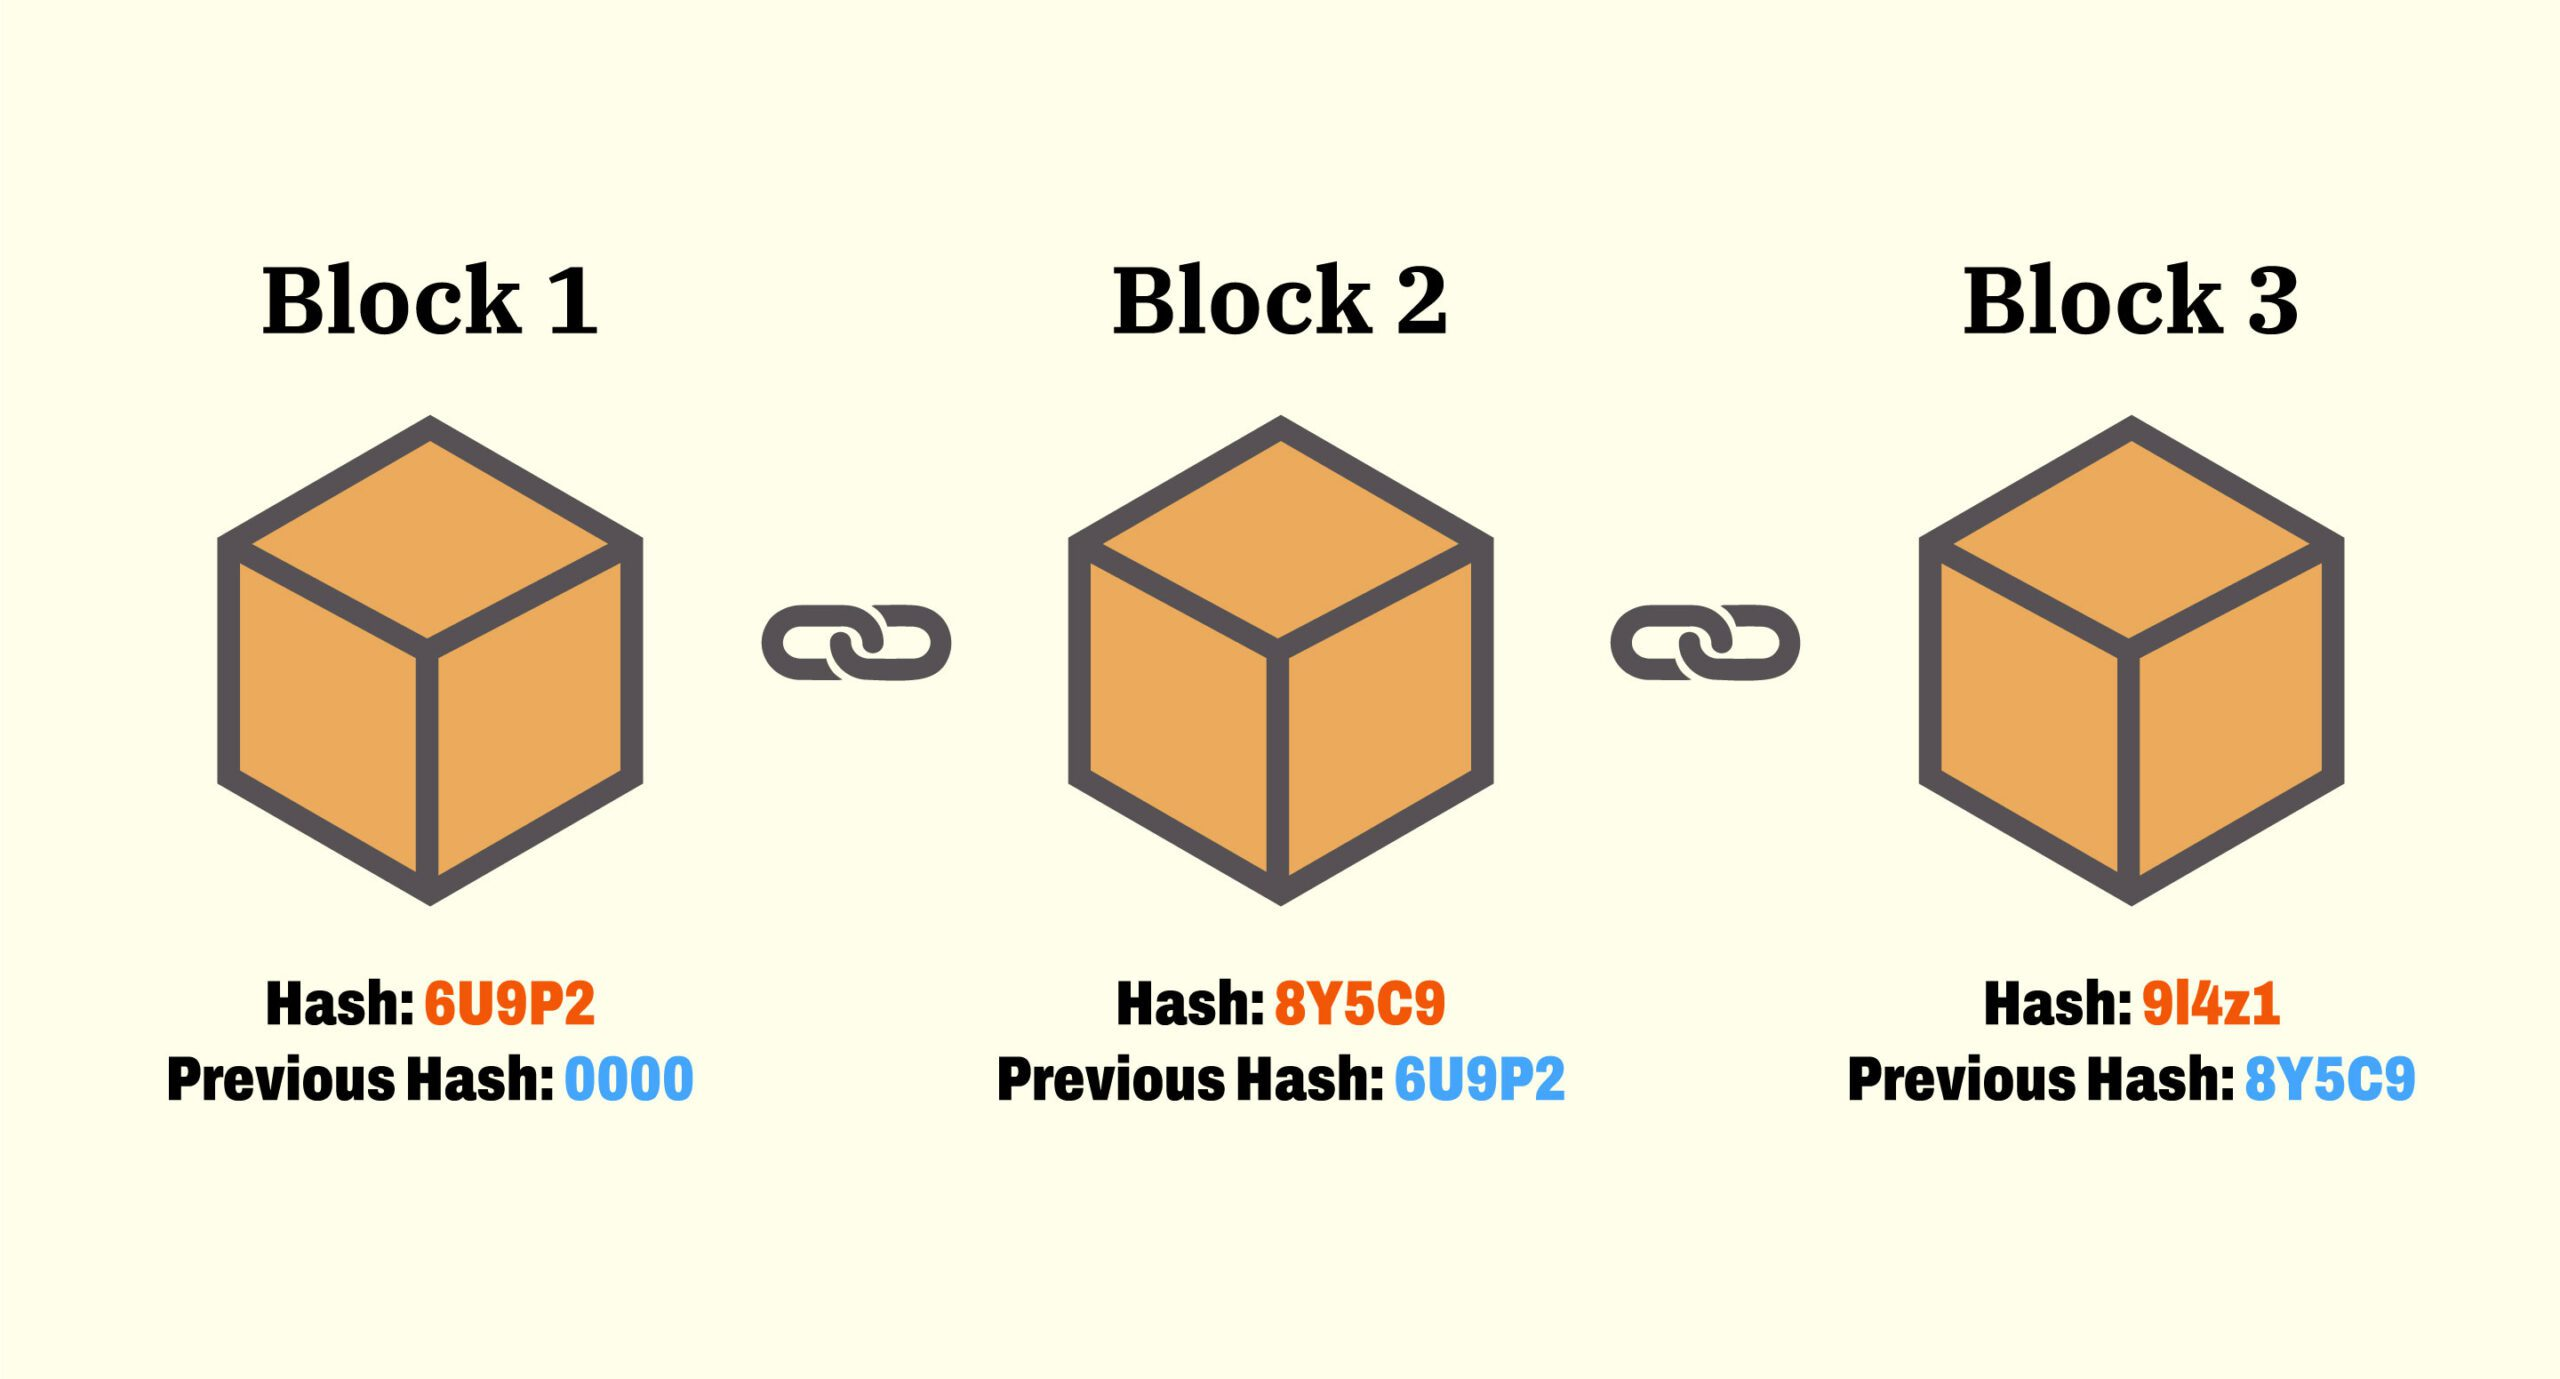 Block 1
Block 2
Block 3
Hash: 6U9P2
Previous Hash: 0000
Hash: 8Y5C9
Previous Hash: 6U9P2
Hash: 9l4z1
Previous Hash: 8Y5C9